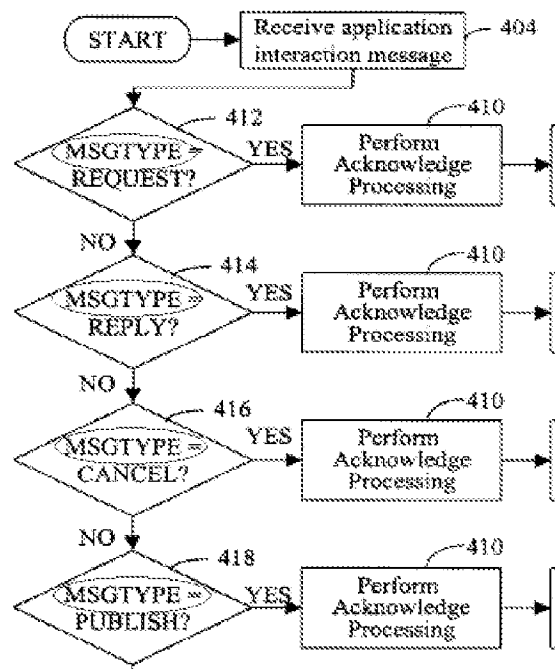 START
Receive application
interaction message
404
412
MSGTYPE =
REQUEST?
YES
410
Perform
Acknowledge
Processing
NO
414
MSGTYPE =
REPLY?
YES
410
Perform
Acknowledge
Processing
NO
416
MSGTYPE =
CANCEL?
YES
410
Perform
Acknowledge
Processing
NO
418
MSGTYPE =
PUBLISH?
YES
410
Perform
Acknowledge
Processing